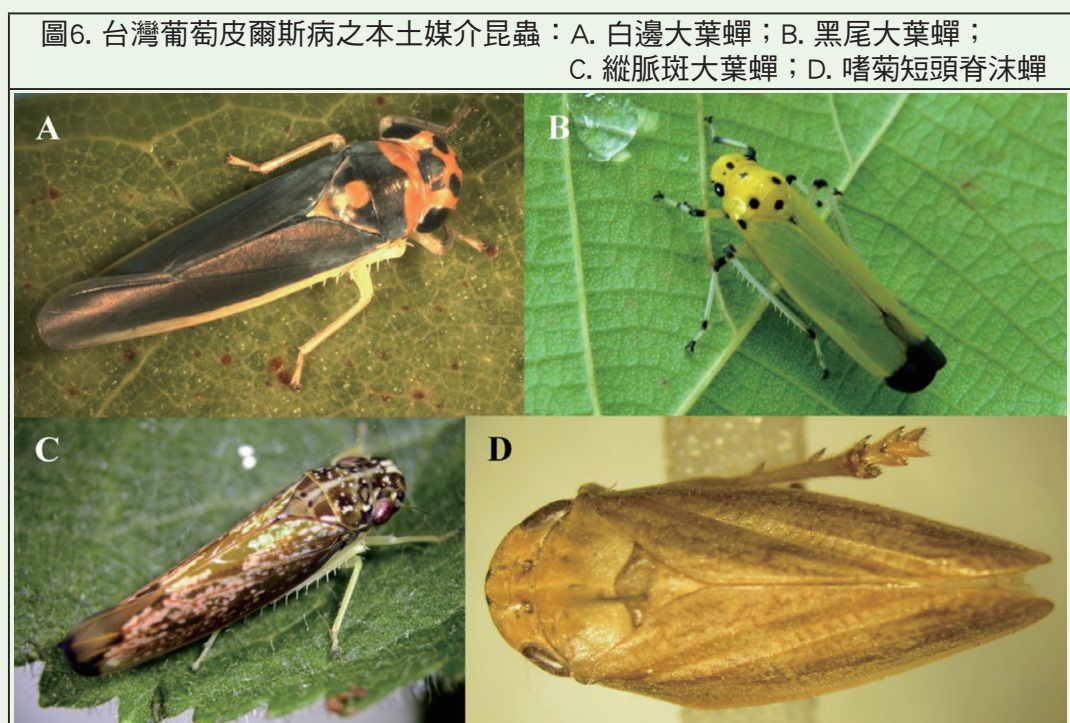 圖6. 台灣葡萄皮爾斯病之本土媒介昆蟲：A. 白邊大葉蟬；B. 黑尾大葉蟬；
C. 縱脈斑大葉蟬；D. 嗜菊短頭脊沫蟬
A
B
C
D